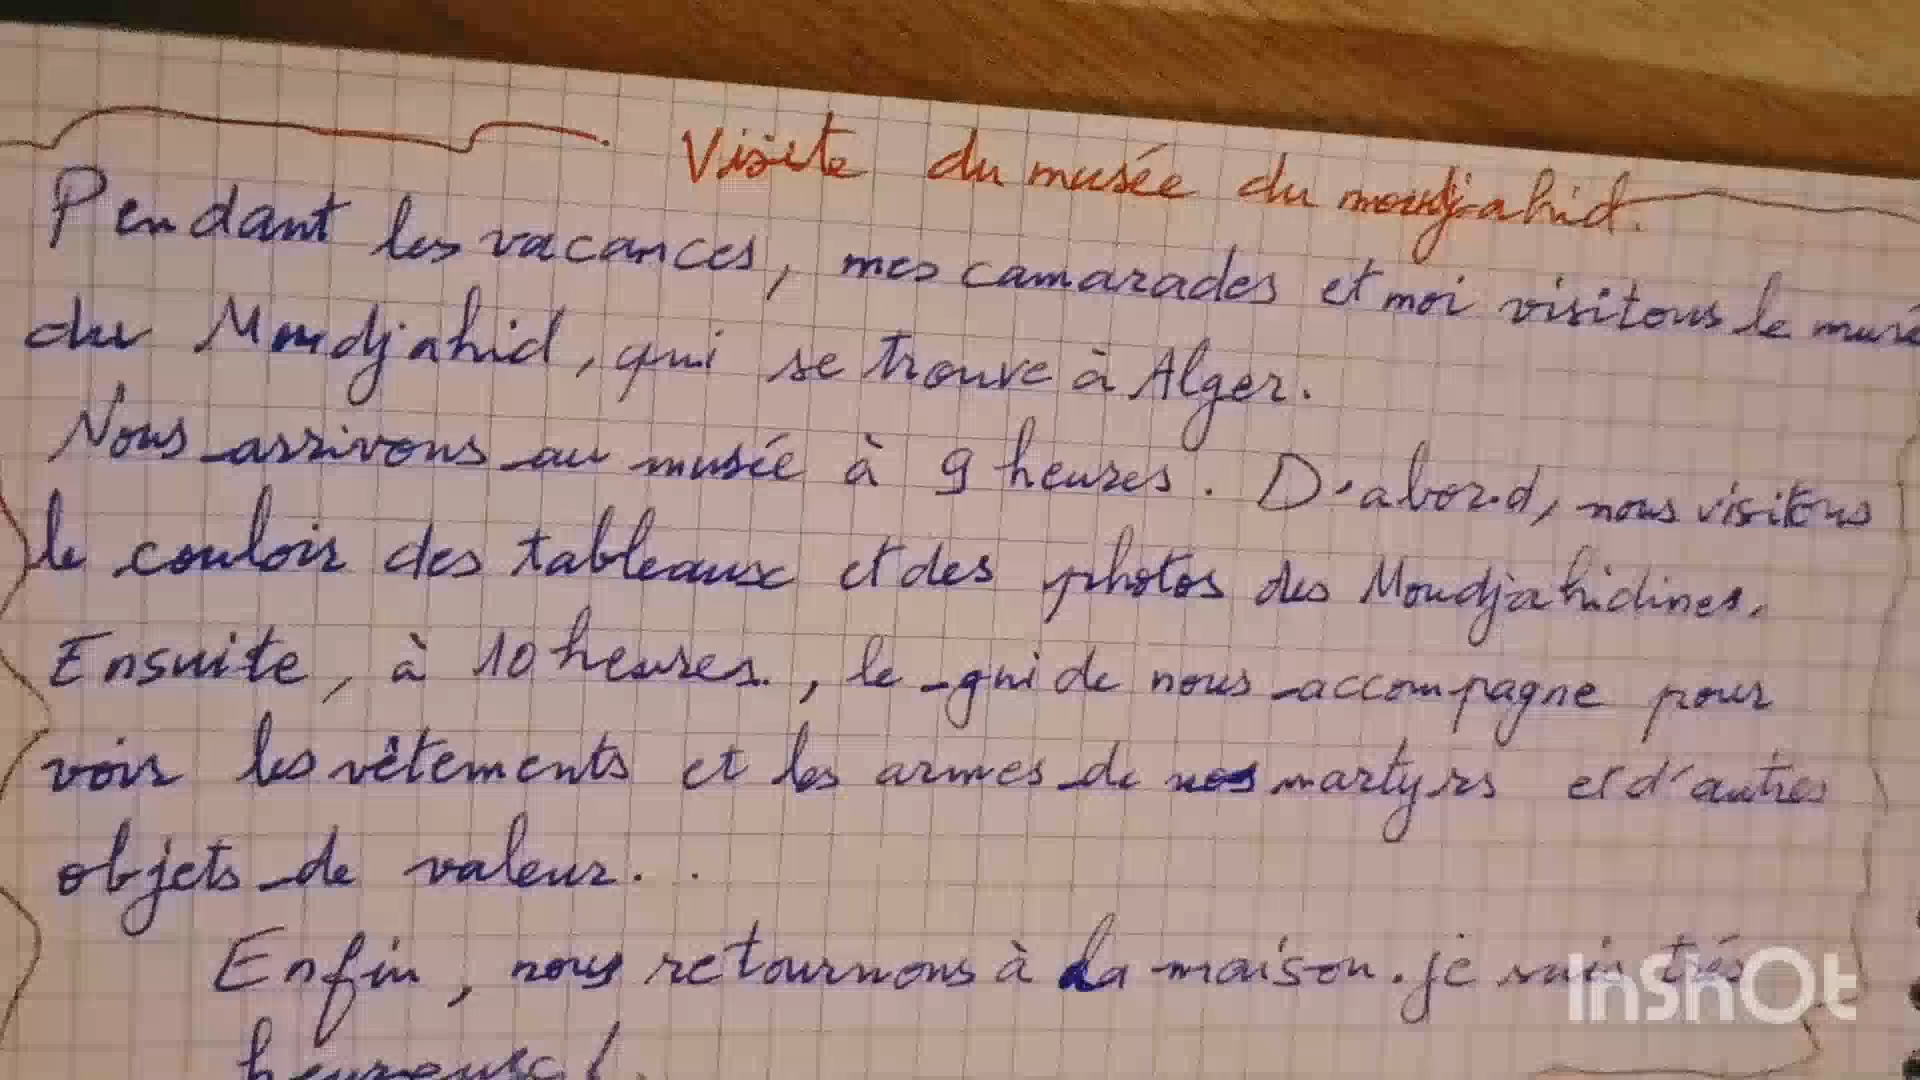 Visite du musée du moudjahid.
Pendant les vacances, mes camarades et moi visitons le musé
du Moudjahid, qui se trouve à Alger.
Nous arrivons au musée à 9 heures. D'abord, nous visitons
le couloir des tableaux et des photos des Moudjahidines.
Ensuite, à 10 heures., le guide nous accompagne pour
voir les vêtements et les armes de nos martyrs et d'autres
objets de valeur..
Enfin, nous retournons à la maison. je suis très
heureuse!
InShOt